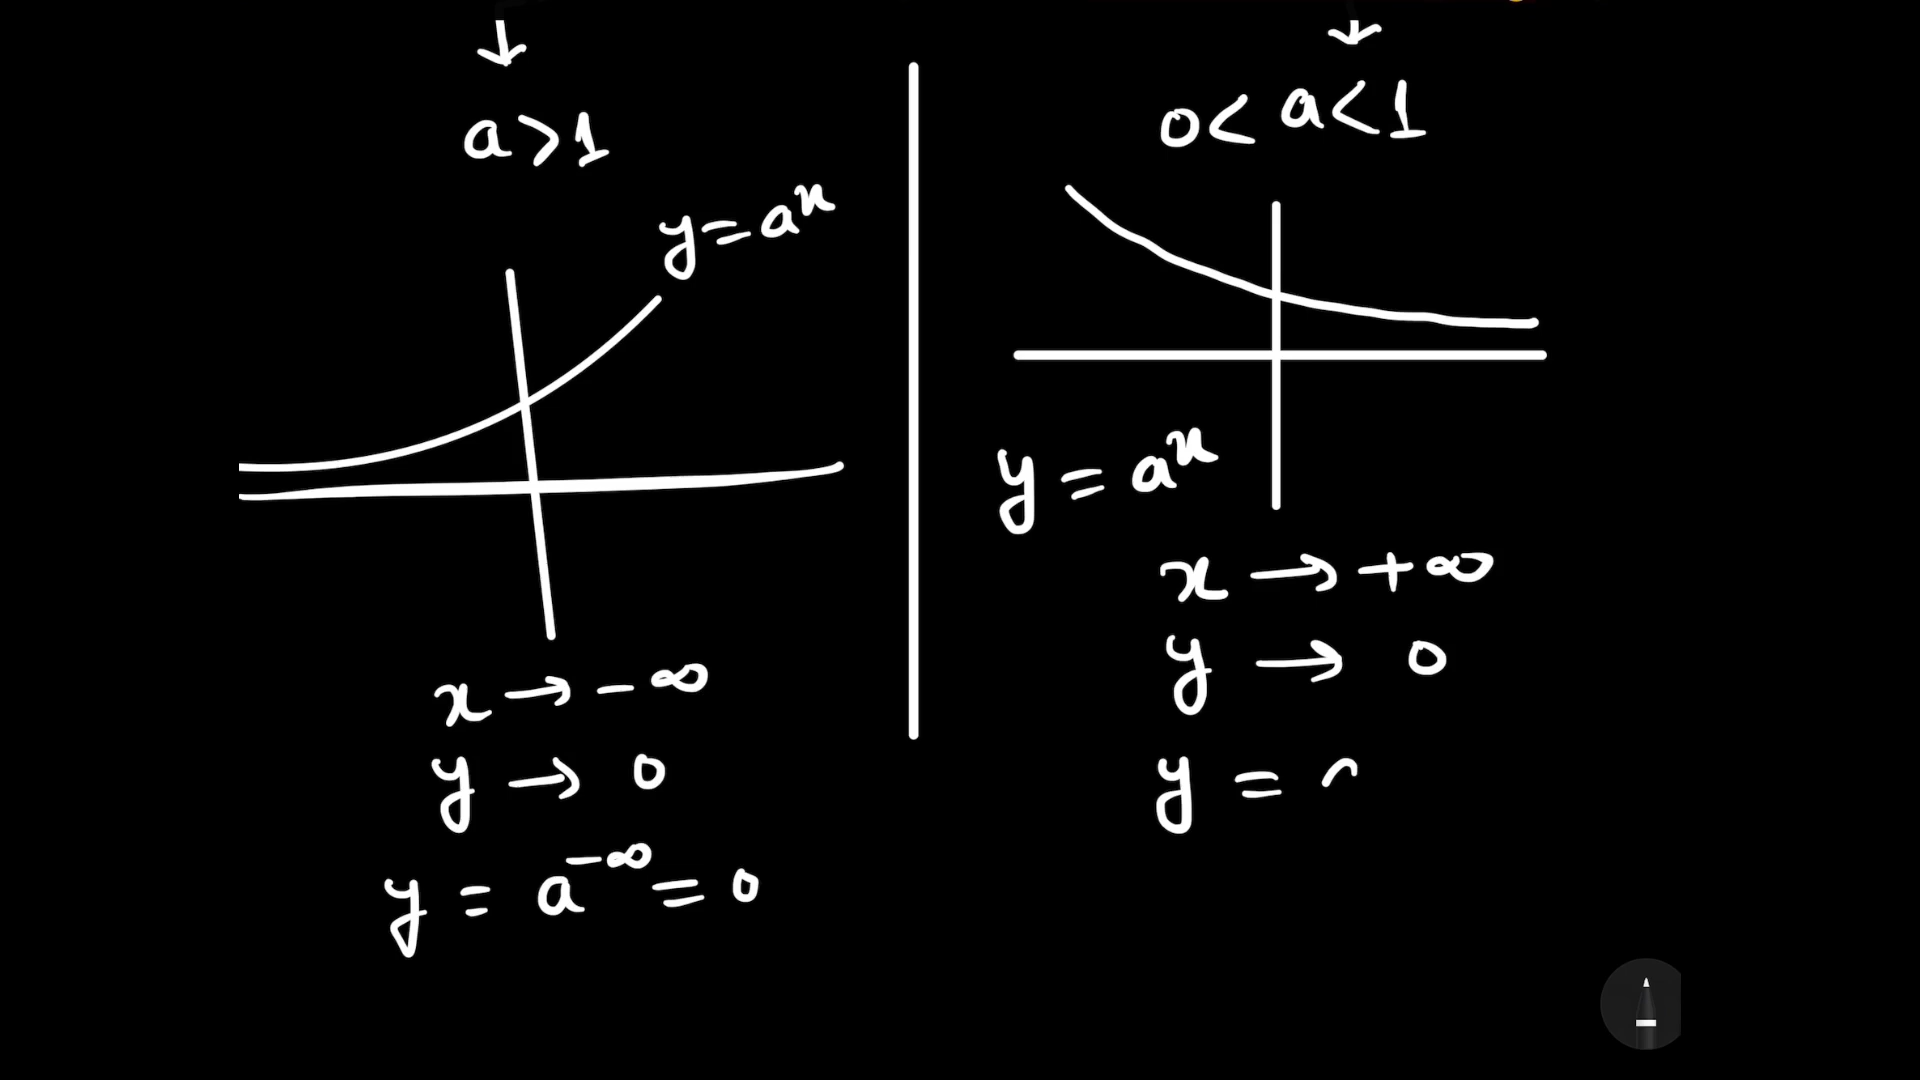 a>1
y=aˣ
x→-∞
y→0
y=a^-∞=0
0<a<1
y=aˣ
x→+∞
y→0
y=